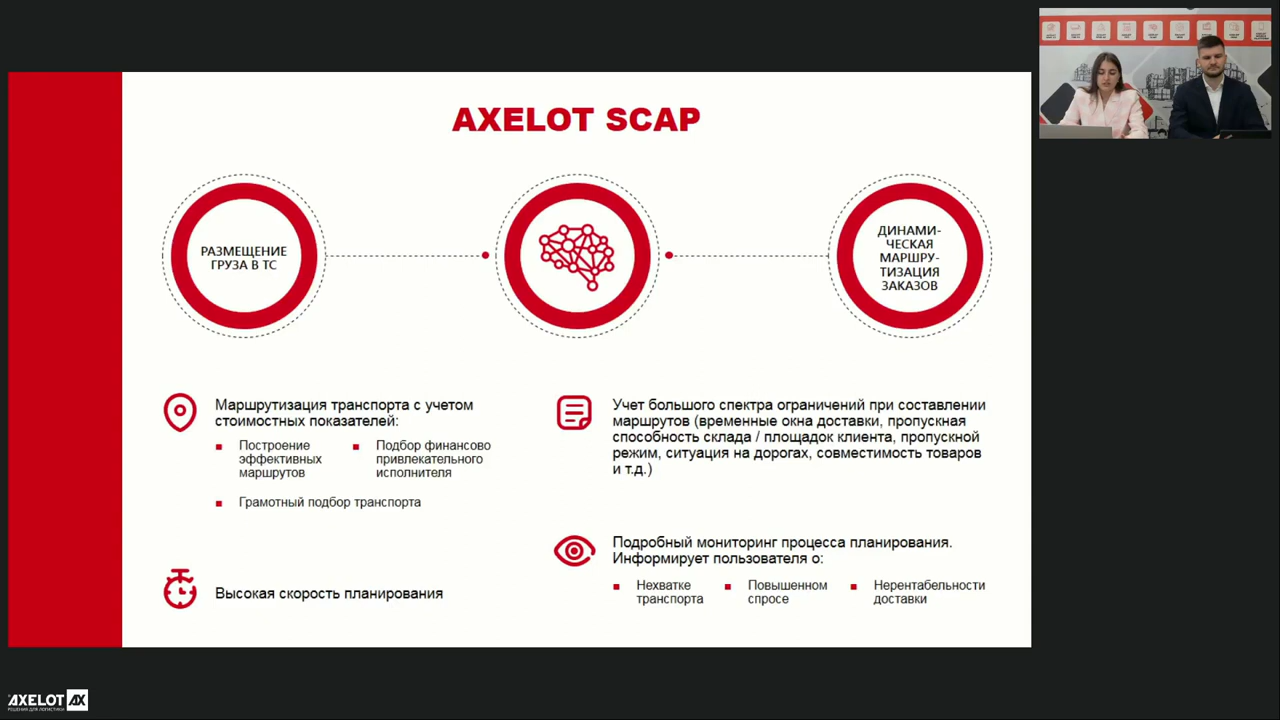 AXELOT SCAP
РАЗМЕЩЕНИЕ
ГРУЗА В ТС
ДИНАМИ-
ЧЕСКАЯ
МАРШРУ-
ТИЗАЦИЯ
ЗАКАЗОВ
Маршрутизация транспорта с учетом
стоимостных показателей:
Построение
эффективных
маршрутов
Подбор финансово
привлекательного
исполнителя
Грамотный подбор транспорта
Высокая скорость планирования
Учет большого спектра ограничений при составлении
маршрутов (временные окна доставки, пропускная
способность склада / площадок клиента, пропускной
режим, ситуация на дорогах, совместимость товаров
и т.д.)
Подробный мониторинг процесса планирования.
Информирует пользователя о:
Нехватке
транспорта
Повышенном
спросе
Нерентабельности
доставки
AXELOT AX
РЕШЕНИЯ ДЛЯ ЛОГИСТИКИ